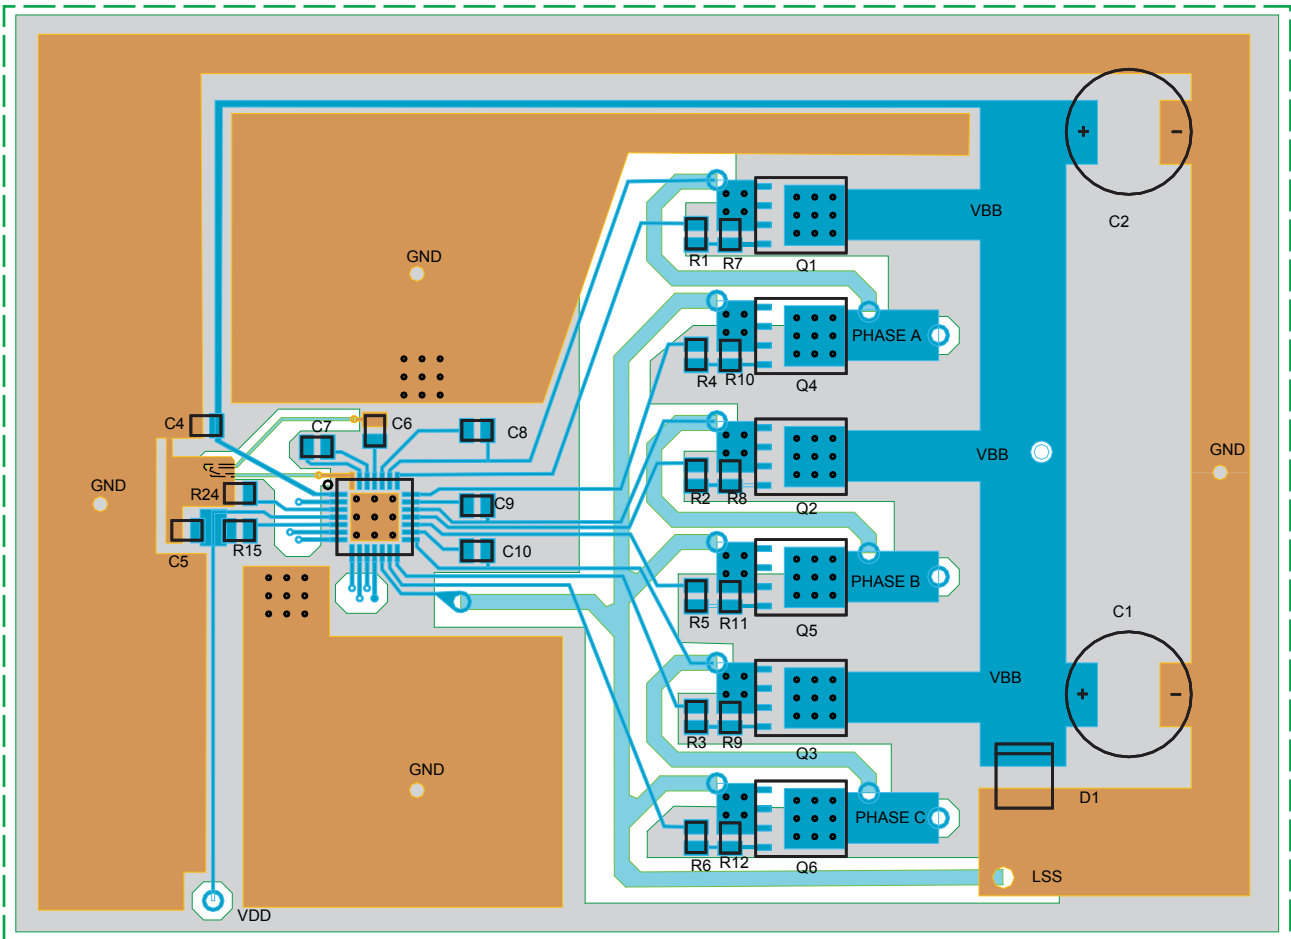 +
-
C2
VBB
R1
R7
Q1
GND
PHASE A
R4
R10
Q4
C4
C7
C6
C8
VBB
GND
GND
R24
R2
R8
Q2
C9
C5
R15
C10
PHASE B
R5
R11
Q5
C1
VBB
+
-
R3
R9
Q3
GND
D1
PHASE C
R6
R12
Q6
LSS
VDD